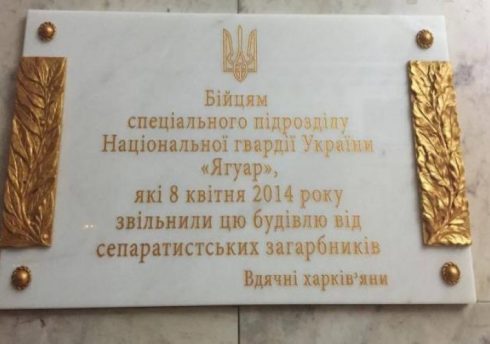 Бійцям
спеціального підрозділу
Національної гвардії України
«Ягуар»,
які 8 квітня 2014 року
звільнили цю будівлю від
сепаратистських загарбників
Вдячні харків'яни